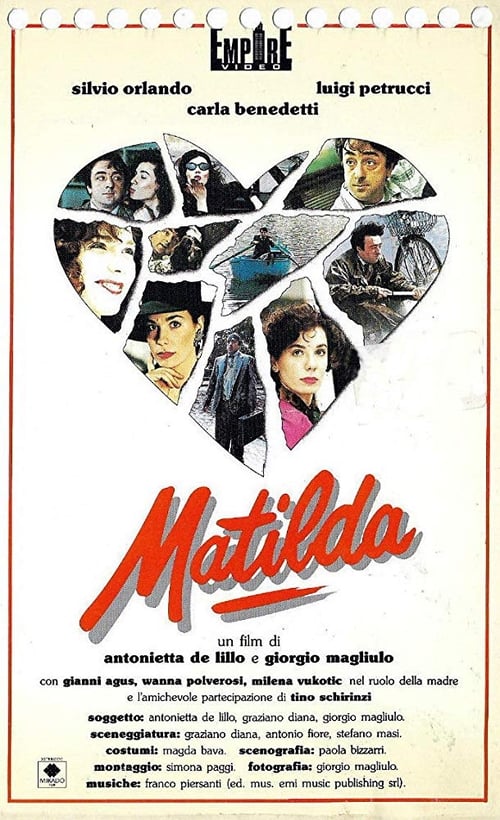 EMPIRE
VIDEO
silvio orlando luigi petrucci
carla benedetti
Matilda
un film di
antonietta de lillo e giorgio magliulo
con gianni agus, wanna polverosi, milena vukotic nel ruolo della madre
e l'amichevole partecipazione di tino schirinzi
soggetto: antonietta de lillo, graziano diana, giorgio magliulo.
sceneggiatura: graziano diana, antonio fiore, stefano masi.
costumi: magda bava. scenografia: paola bizzarri.
montaggio: simona paggi. fotografia: giorgio magliulo.
musiche: franco piersanti (ed. mus. emi music publishing srl).
MIKADO